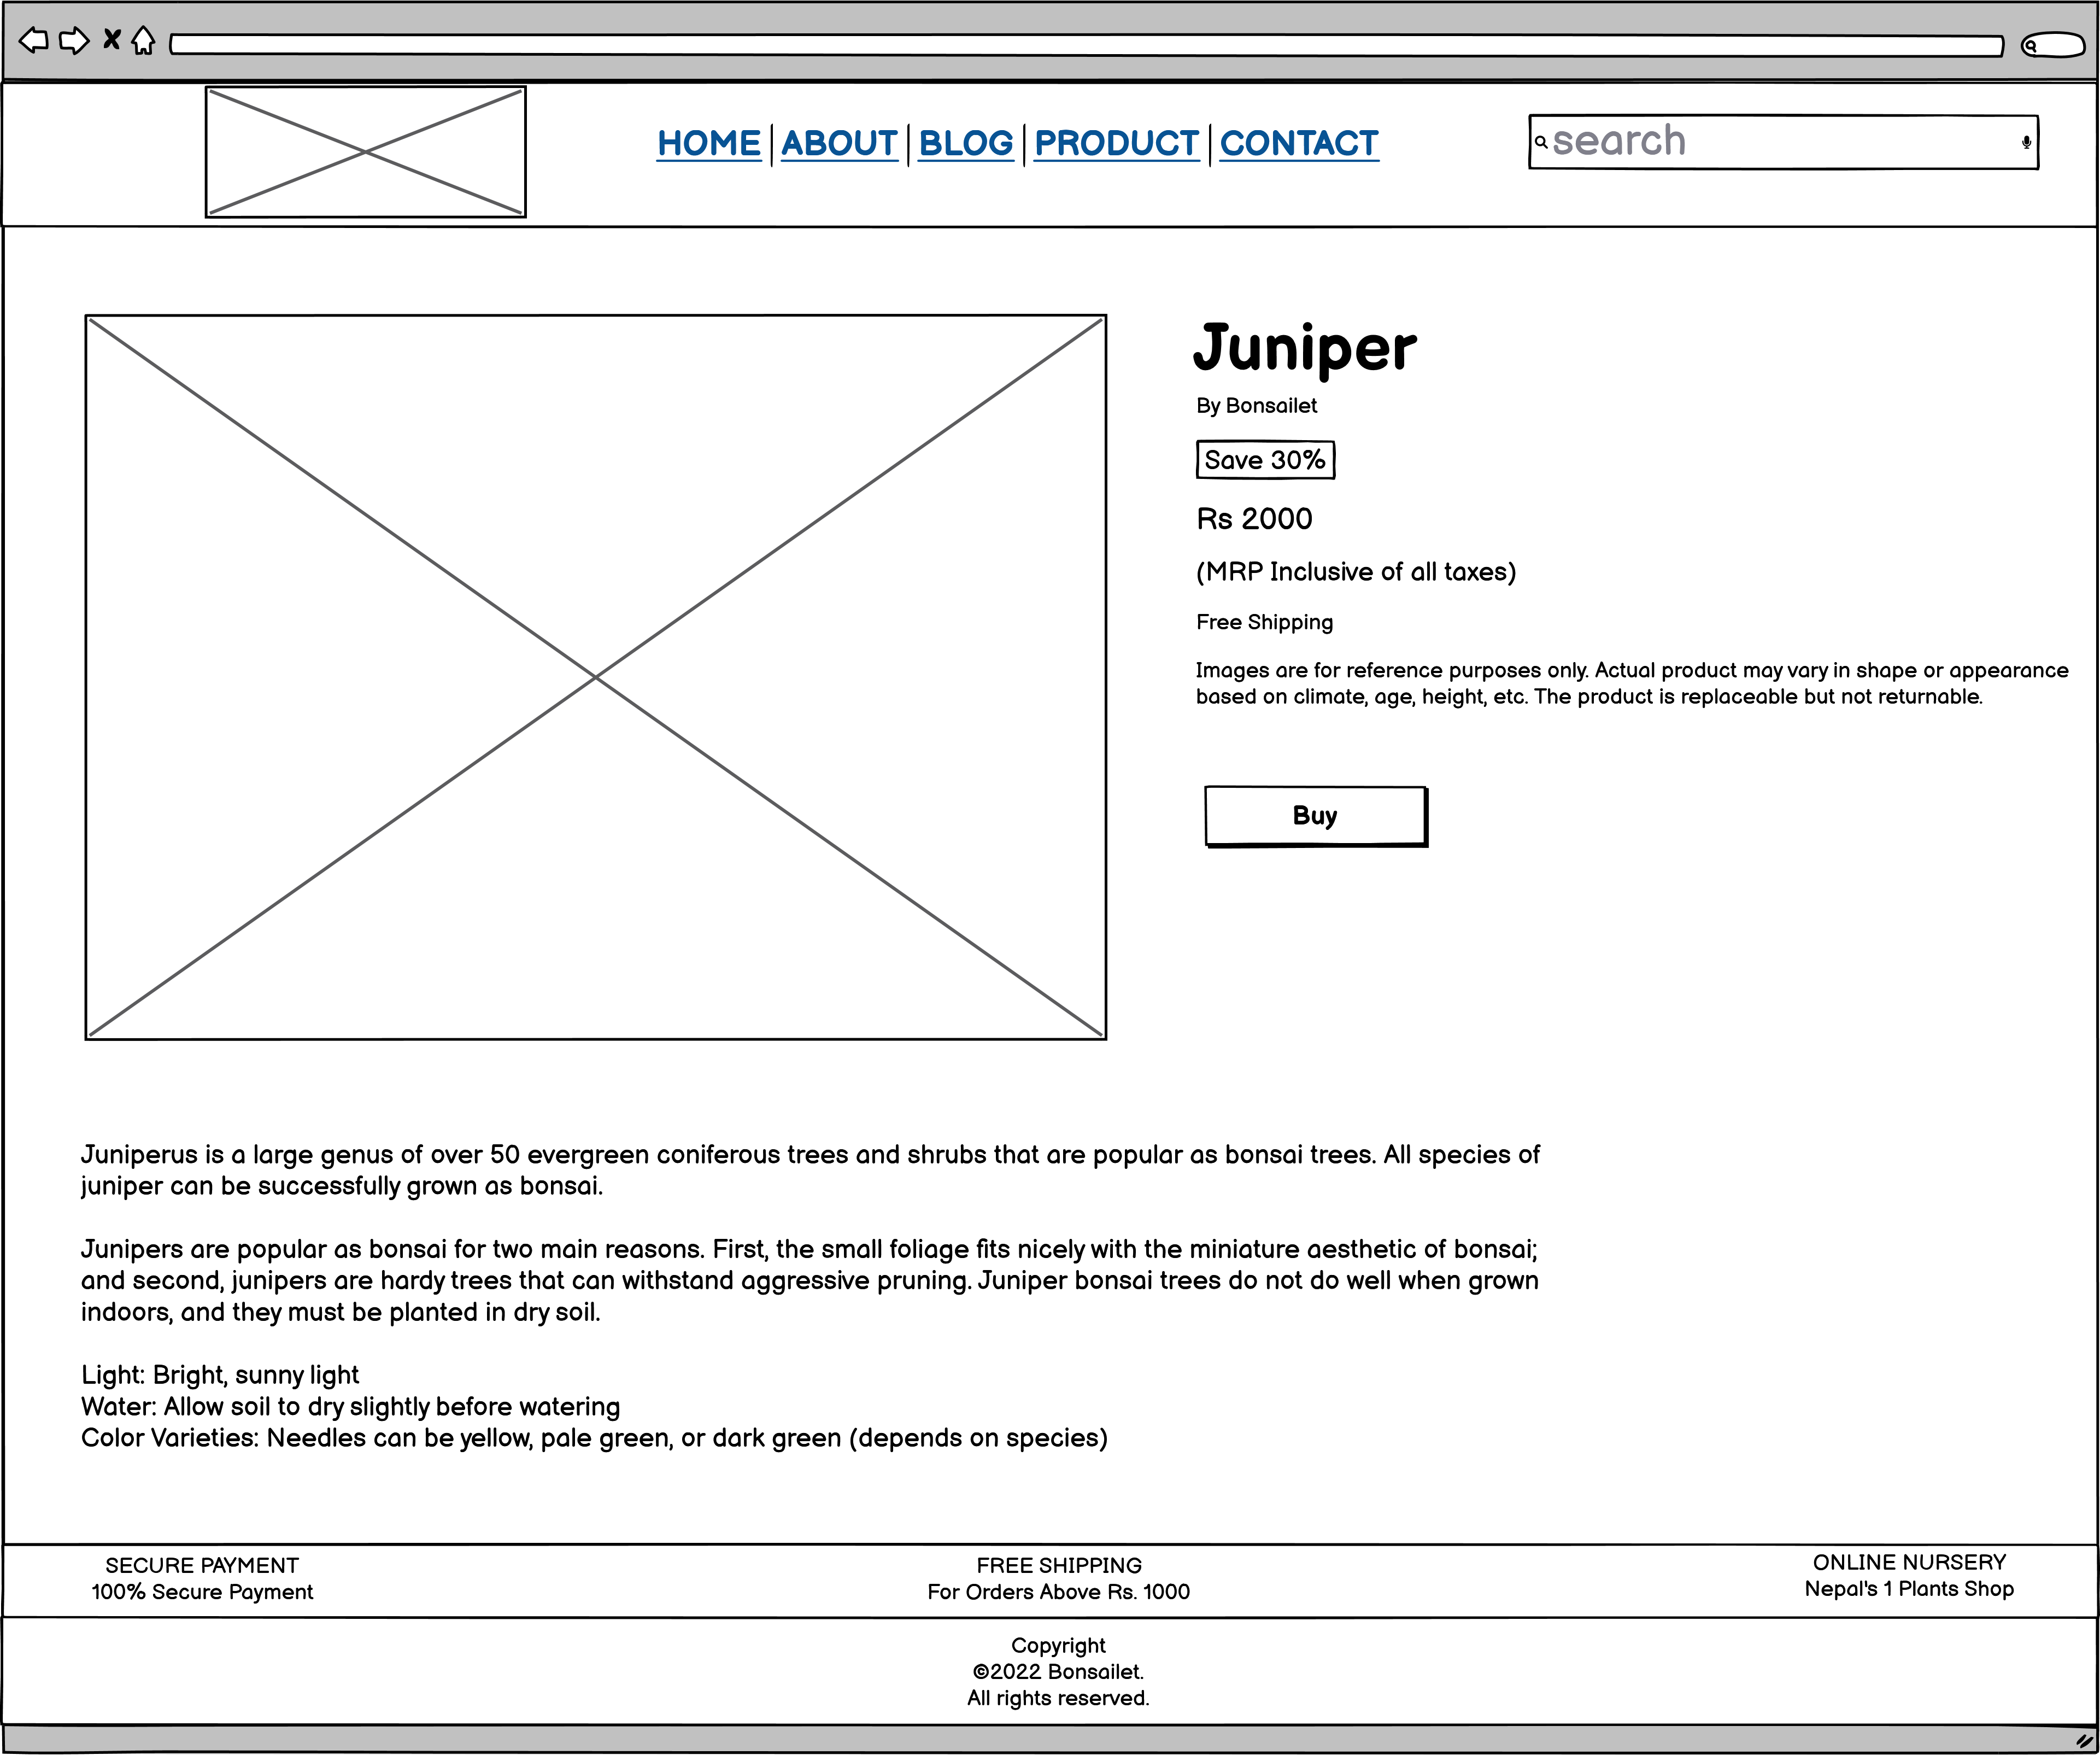 HOME | ABOUT | BLOG | PRODUCT | CONTACT
search
Juniper
By Bonsailet
Save 30%
Rs 2000
(MRP Inclusive of all taxes)
Free Shipping
Images are for reference purposes only. Actual product may vary in shape or appearance
based on climate, age, height, etc. The product is replaceable but not returnable.
Buy
Juniperus is a large genus of over 50 evergreen coniferous trees and shrubs that are popular as bonsai trees. All species of
juniper can be successfully grown as bonsai.
Junipers are popular as bonsai for two main reasons. First, the small foliage fits nicely with the miniature aesthetic of bonsai;
and second, junipers are hardy trees that can withstand aggressive pruning. Juniper bonsai trees do not do well when grown
indoors, and they must be planted in dry soil.
Light: Bright, sunny light
Water: Allow soil to dry slightly before watering
Color Varieties: Needles can be yellow, pale green, or dark green (depends on species)
SECURE PAYMENT
100% Secure Payment
FREE SHIPPING
For Orders Above Rs. 1000
ONLINE NURSERY
Nepal's 1 Plants Shop
Copyright
©2022 Bonsailet.
All rights reserved.